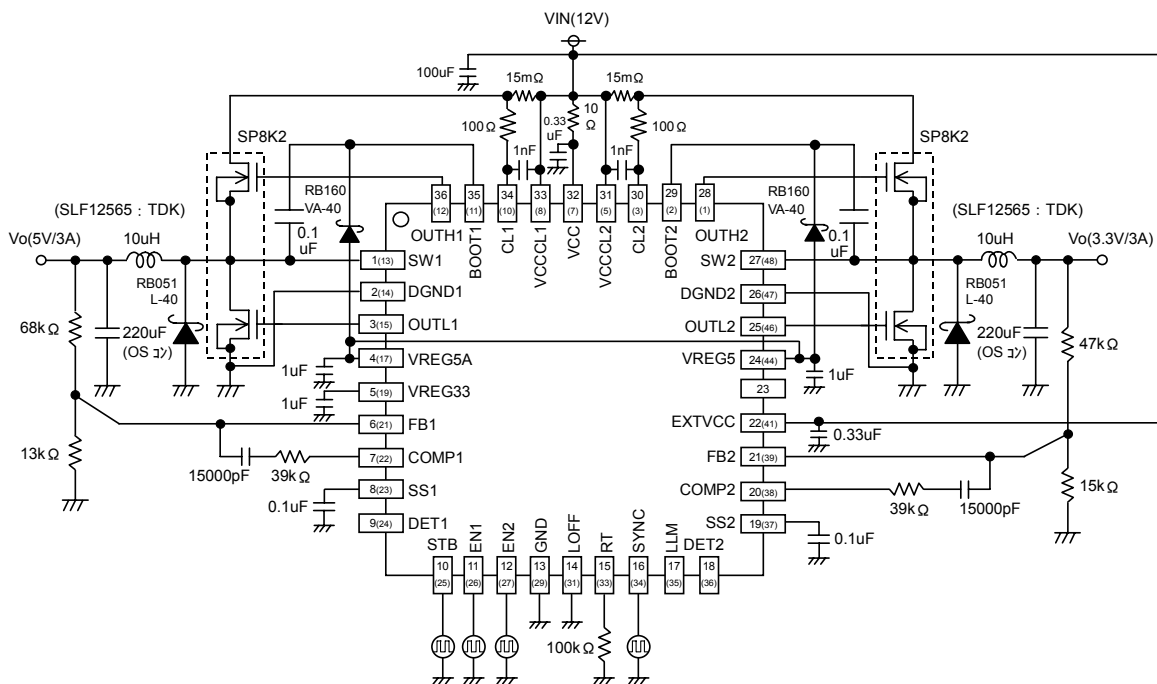 VIN(12V)
100uF
15mΩ
15mΩ
100Ω
0.33
uF
10
Ω
100Ω
1nF
1nF
SP8K2
SP8K2
RB160
VA-40
RB160
VA-40
0.1
uF
0.1
uF
36
(12)
35
(11)
34
(10)
33
(8)
32
(7)
31
(5)
30
(3)
29
(2)
28
(1)
OUTH1
BOOT1
CL1
VCCCL1
VCC
VCCCL2
CL2
BOOT2
OUTH2
(SLF12565 : TDK)
(SLF12565 : TDK)
Vo(5V/3A)
10uH
10uH
Vo(3.3V/3A)
1(13) SW1
SW2 27(48)
RB051
L-40
RB051
L-40
2(14) DGND1
DGND2 26(47)
68kΩ
220uF
(OS コン)
3(15) OUTL1
OUTL2 25(46)
220uF
(OS コン)
47kΩ
4(17) VREG5A
VREG5 24(44)
1uF
1uF
5(19) VREG33
23
1uF
6(21) FB1
EXTVCC 22(41)
0.33uF
13kΩ
7(22) COMP1
FB2 21(39)
15000pF
39kΩ
8(23) SS1
COMP2 20(38)
39kΩ
15000pF
15kΩ
0.1uF
9(24) DET1
SS2 19(37)
0.1uF
STB
EN1
EN2
GND
LOFF
RT
SYNC
LLM
DET2
10
(25)
11
(26)
12
(27)
13
(29)
14
(31)
15
(33)
16
(34)
17
(35)
18
(36)
100kΩ